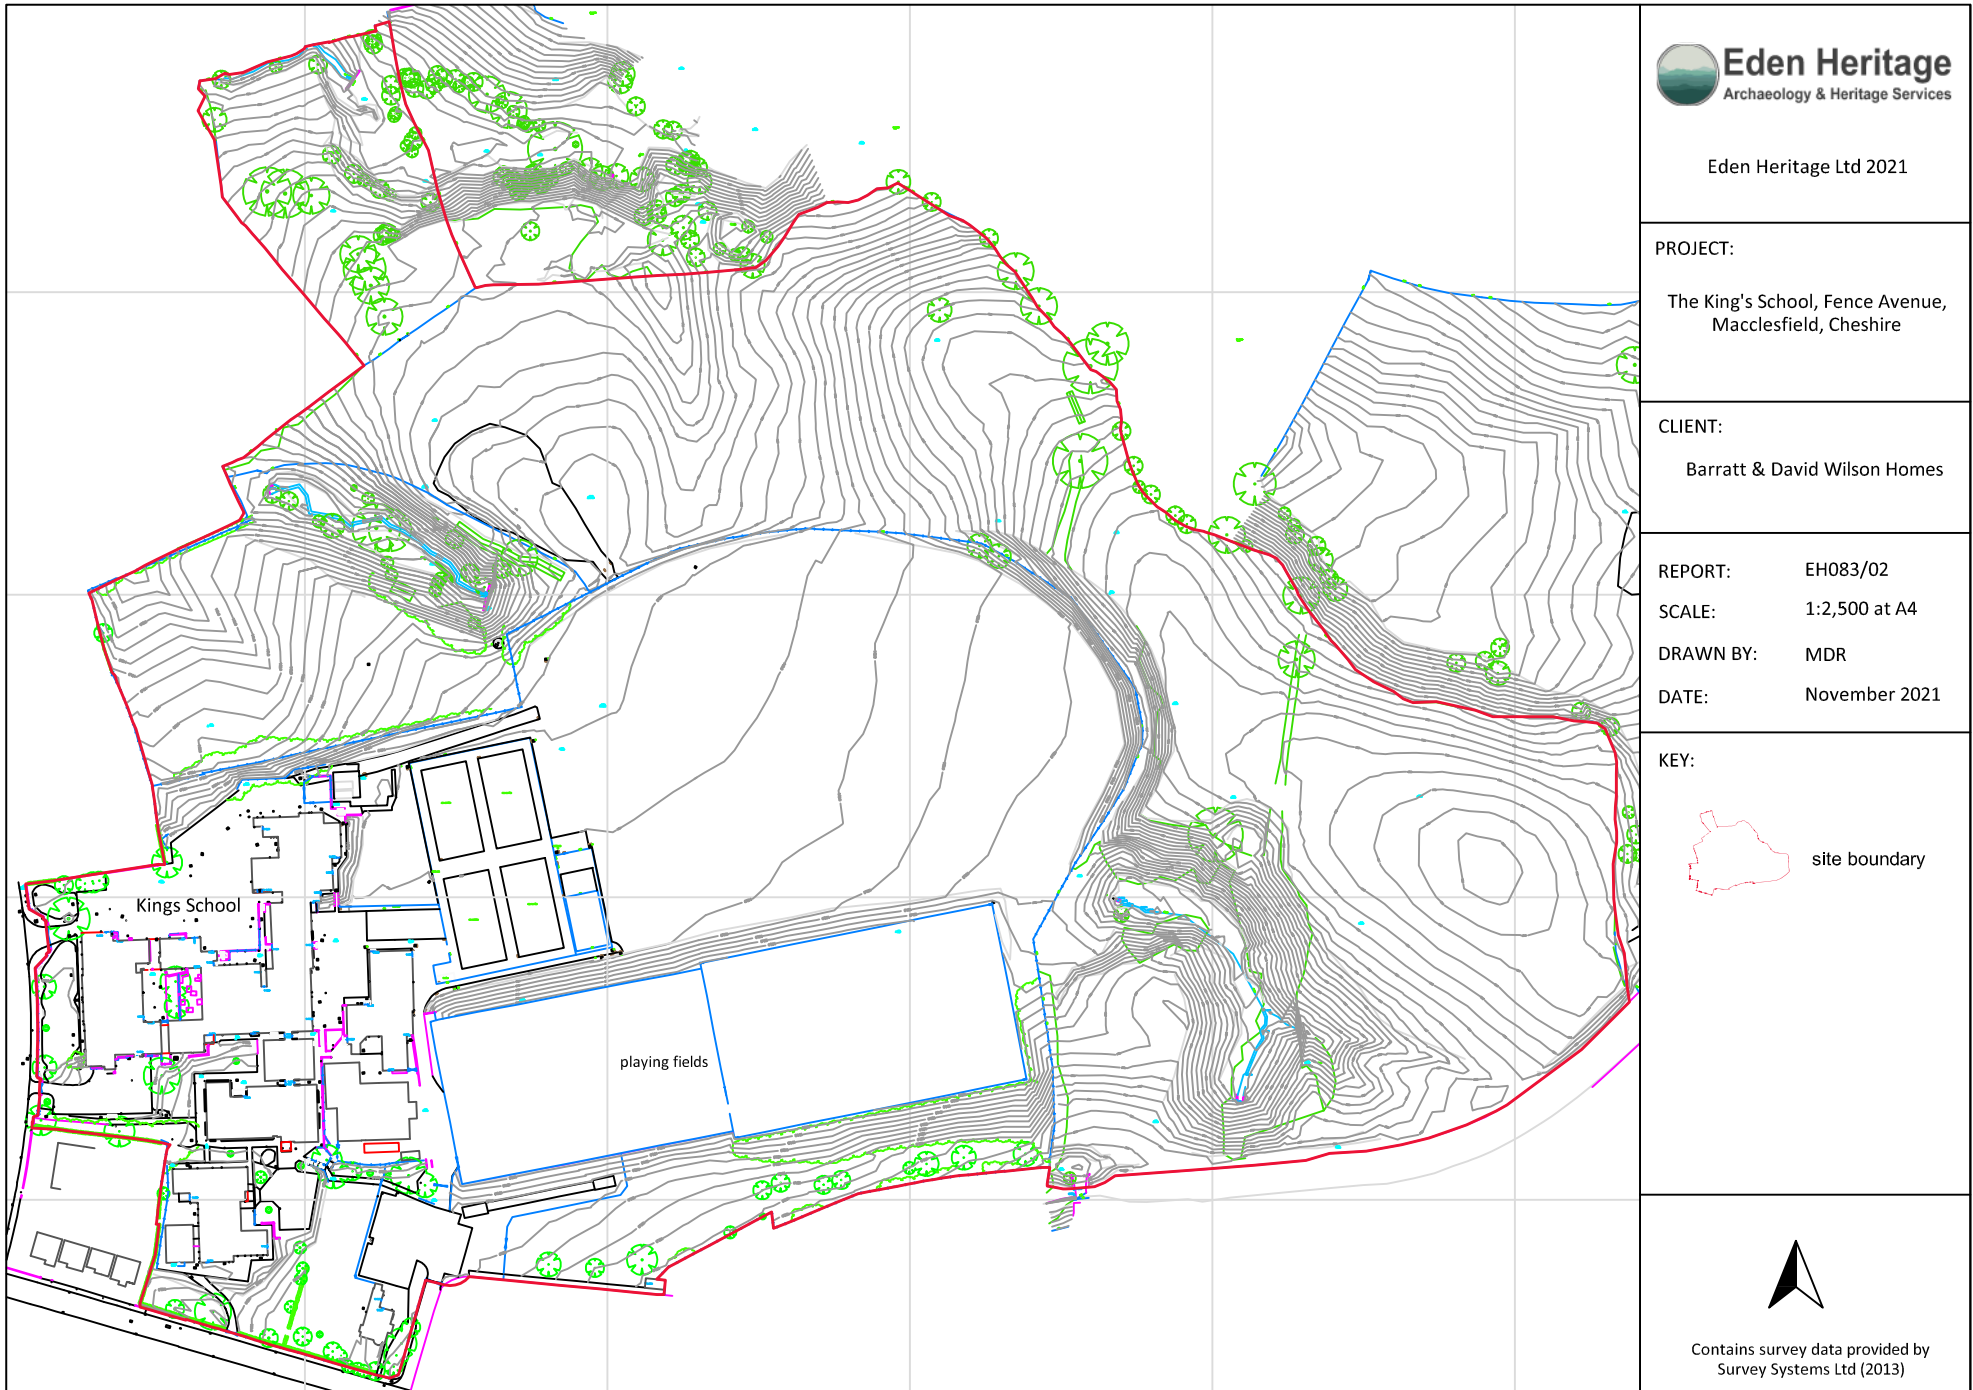 Eden Heritage
Archaeology & Heritage Services
Eden Heritage Ltd 2021
PROJECT:
The King's School, Fence Avenue,
Macclesfield, Cheshire
CLIENT:
Barratt & David Wilson Homes
REPORT: EH083/02
SCALE: 1:2,500 at A4
DRAWN BY: MDR
DATE: November 2021
KEY:
site boundary
Kings School
playing fields
Contains survey data provided by
Survey Systems Ltd (2013)